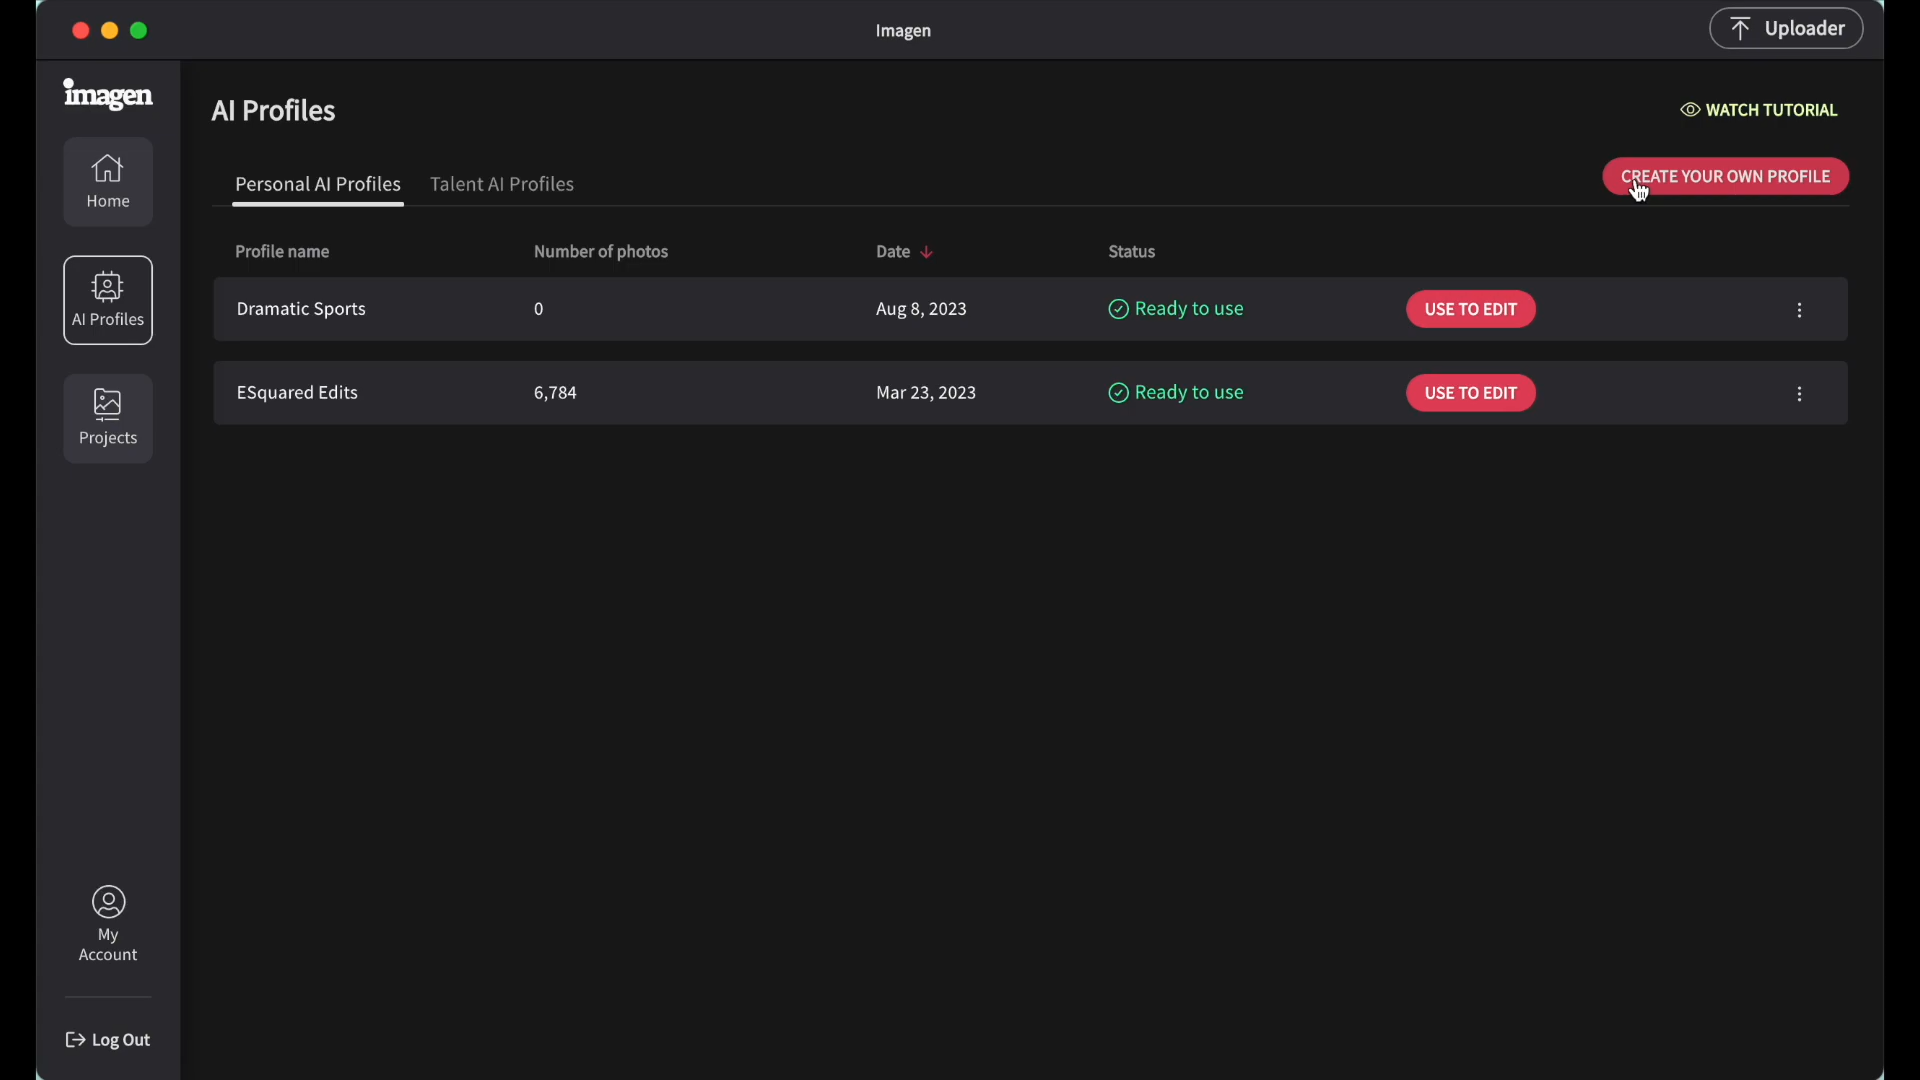 Imagen
Uploader
imagen
AI Profiles
WATCH TUTORIAL
Home
Personal AI Profiles
Talent AI Profiles
CREATE YOUR OWN PROFILE
Profile name
Number of photos
Date
Status
AI Profiles
Dramatic Sports
0
Aug 8, 2023
Ready to use
USE TO EDIT
ESquared Edits
6,784
Mar 23, 2023
Ready to use
USE TO EDIT
Projects
My
Account
Log Out